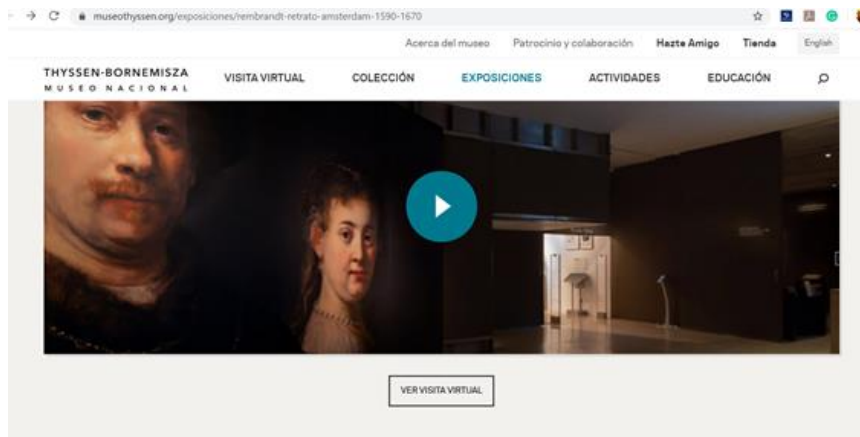 museothyssen.org/exposiciones/rembrandt-retrato-amsterdam-1590-1670
Acerca del museo Patrocinio y colaboración Hazte Amigo Tienda English
THYSSEN-BORNEMISZA
MUSEO NACIONAL
VISITA VIRTUAL COLECCIÓN EXPOSICIONES ACTIVIDADES EDUCACIÓN
VER VISITA VIRTUAL